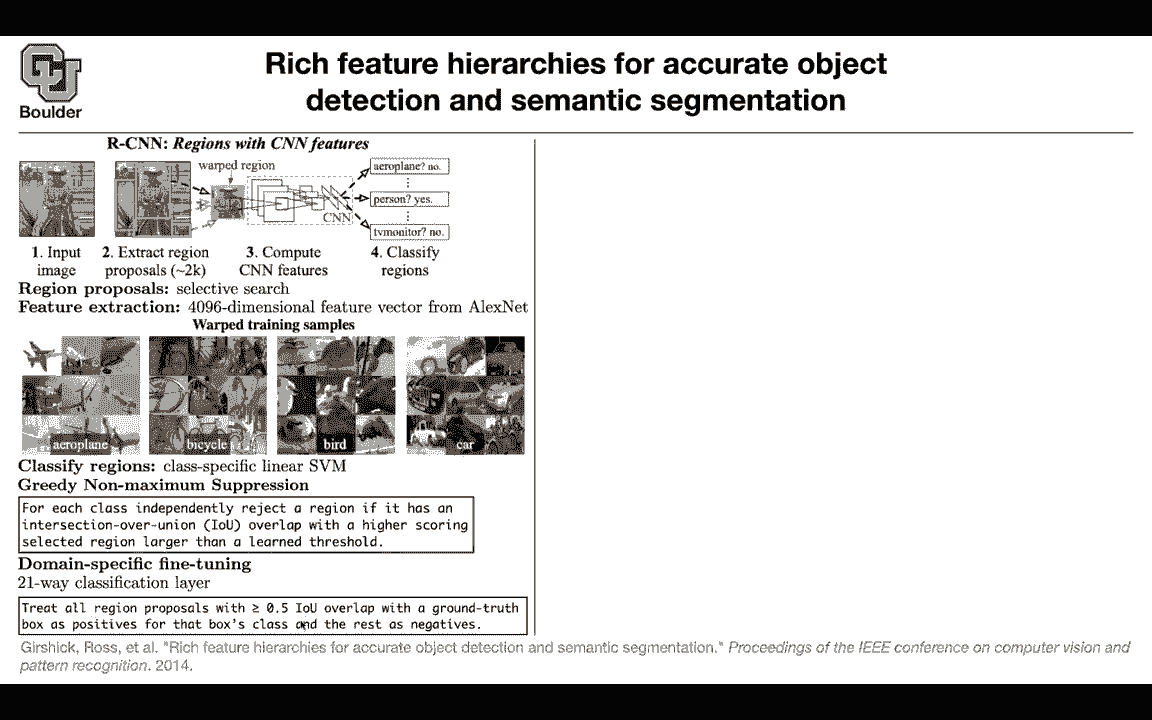 Boulder
Rich feature hierarchies for accurate object
detection and semantic segmentation
R-CNN: Regions with CNN features
warped region
aeroplane? no.
person? yes.
tvmonitor? no.
CNN
1. Input
image
2. Extract region
proposals (~2k)
3. Compute
CNN features
4. Classify
regions
Region proposals: selective search
Feature extraction: 4096-dimensional feature vector from AlexNet
Warped training samples
aeroplane
bicycle
bird
car
Classify regions: class-specific linear SVM
Greedy Non-maximum Suppression
For each class independently reject a region if it has an
intersection-over-union (IoU) overlap with a higher scoring
selected region larger than a learned threshold.
Domain-specific fine-tuning
21-way classification layer
Treat all region proposals with ≥ 0.5 IoU overlap with a ground-truth
box as positives for that box's class and the rest as negatives.
Girshick, Ross, et al. "Rich feature hierarchies for accurate object detection and semantic segmentation." Proceedings of the IEEE conference on computer vision and
pattern recognition. 2014.